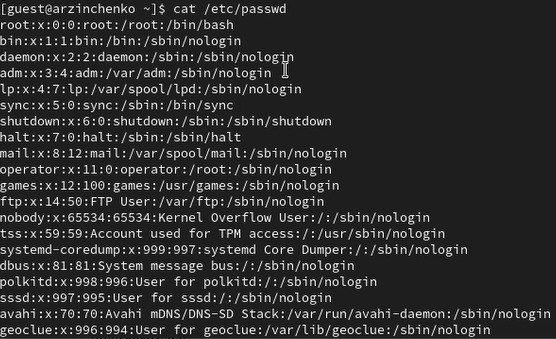 [guest@arzinchenko ~]$ cat /etc/passwd
root:x:0:0:root:/root:/bin/bash
bin:x:1:1:bin:/bin:/sbin/nologin
daemon:x:2:2:daemon:/sbin:/sbin/nologin
adm:x:3:4:adm:/var/adm:/sbin/nologin
lp:x:4:7:lp:/var/spool/lpd:/sbin/nologin
sync:x:5:0:sync:/sbin:/bin/sync
shutdown:x:6:0:shutdown:/sbin:/sbin/shutdown
halt:x:7:0:halt:/sbin:/sbin/halt
mail:x:8:12:mail:/var/spool/mail:/sbin/nologin
operator:x:11:0:operator:/root:/sbin/nologin
games:x:12:100:games:/usr/games:/sbin/nologin
ftp:x:14:50:FTP User:/var/ftp:/sbin/nologin
nobody:x:65534:65534:Kernel Overflow User:/:/sbin/nologin
tss:x:59:59:Account used for TPM access:/:/usr/sbin/nologin
systemd-coredump:x:999:997:systemd Core Dumper:/:/sbin/nologin
dbus:x:81:81:System message bus:/:/sbin/nologin
polkitd:x:998:996:User for polkitd:/:/sbin/nologin
sssd:x:997:995:User for sssd:/:/sbin/nologin
avahi:x:70:70:Avahi mDNS/DNS-SD Stack:/var/run/avahi-daemon:/sbin/nologin
geoclue:x:996:994:User for geoclue:/var/lib/geoclue:/sbin/nologin